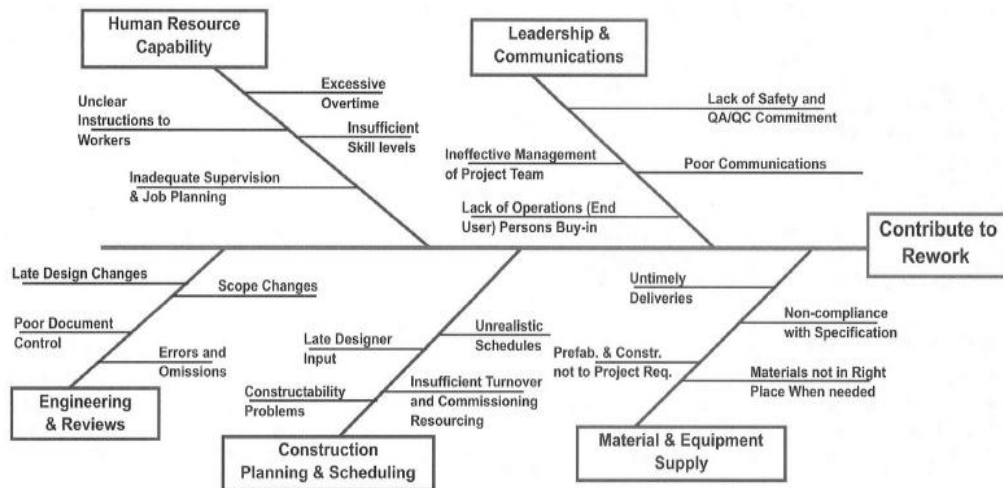 Human Resource
Capability
Leadership &
Communications
Excessive
Overtime
Unclear
Instructions to
Workers
Insufficient
Skill levels
Inadequate Supervision
& Job Planning
Lack of Safety and
QA/QC Commitment
Ineffective Management
of Project Team
Poor Communications
Lack of Operations (End
User) Persons Buy-in
Contribute to
Rework
Late Design Changes
Scope Changes
Poor Document
Control
Errors and
Omissions
Engineering
& Reviews
Late Designer
Input
Unrealistic
Schedules
Constructability
Problems
Insufficient Turnover
and Commissioning
Resourcing
Construction
Planning & Scheduling
Untimely
Deliveries
Non-compliance
with Specification
Prefab. & Constr.
not to Project Req.
Materials not in Right
Place When needed
Material & Equipment
Supply